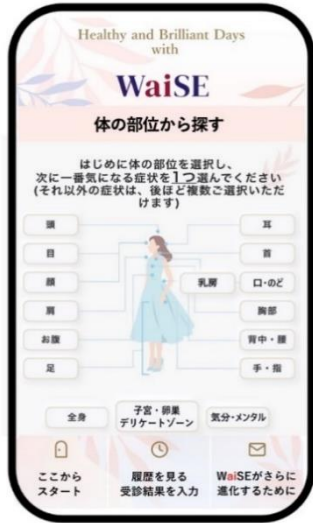 Healthy and Brilliant Days
with
WaiSE
体の部位から探す
はじめに体の部位を選択し、
次に一番気になる症状を1つ選んでください
(それ以外の症状は、後ほど複数ご選択いただ
けます)
頭
耳
目
首
顔
乳房
口・のど
肩
胸部
お腹
背中・腰
足
手・指
全身
子宮・卵巣
デリケートゾーン
気分・メンタル
ここから
スタート
履歴を見る
受診結果を入力
WaiSEがさらに
進化するために